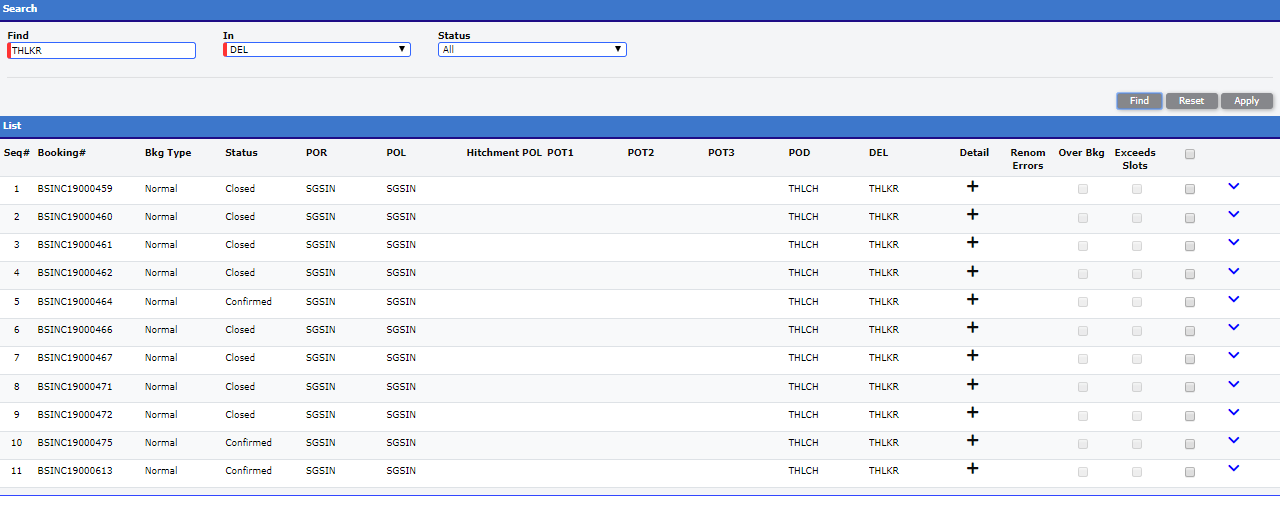 Search
Find In Status
THLKR DEL All
Find Reset Apply
List
Seq# Booking# Bkg Type Status POR POL Hitchment POL POT1 POT2 POT3 POD DEL Detail Renom Errors Over Bkg Exceeds Slots
1 BSINC19000459 Normal Closed SGSIN SGSIN THLCH THLKR
2 BSINC19000460 Normal Closed SGSIN SGSIN THLCH THLKR
3 BSINC19000461 Normal Closed SGSIN SGSIN THLCH THLKR
4 BSINC19000462 Normal Closed SGSIN SGSIN THLCH THLKR
5 BSINC19000464 Normal Confirmed SGSIN SGSIN THLCH THLKR
6 BSINC19000466 Normal Closed SGSIN SGSIN THLCH THLKR
7 BSINC19000467 Normal Closed SGSIN SGSIN THLCH THLKR
8 BSINC19000471 Normal Closed SGSIN SGSIN THLCH THLKR
9 BSINC19000472 Normal Closed SGSIN SGSIN THLCH THLKR
10 BSINC19000475 Normal Confirmed SGSIN SGSIN THLCH THLKR
11 BSINC19000613 Normal Confirmed SGSIN SGSIN THLCH THLKR